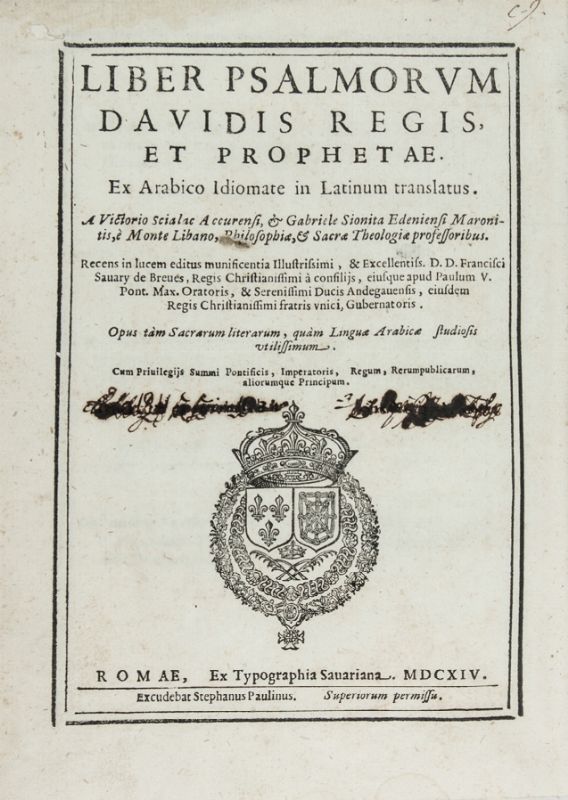 LIBER PSALMORVM
DAVIDIS REGIS,
ET PROPHETAE.
Ex Arabico Idiomate in Latinum translatus.
A Victorio Scialac Accurensi, & Gabriele Sionita Edeniensi Maroni-
tis, è Monte Libano, Philosophiæ, & Sacræ Theologiæ professoribus.
Recens in lucem editus munificentia Illustrissimi, & Excellentiss. D. D. Francisci
Sauary de Breues, Regis Christianissimi à consilijs, eiusque apud Paulum V.
Pont. Max. Oratoris, & Serenissimi Ducis Andegauensis, eiusdem
Regis Christianissimi fratris vnici, Gubernatoris.
Opus tàm Sacrarum literarum, quàm Linguæ Arabicæ studiosis
vtilissimum.
Cum Priuilegijs Summi Pontificis, Imperatoris, Regum, Rerumpublicarum,
aliorumque Principum.
ROMAE, Ex Typographia Sauariana. MDCXIV.
Excudebat Stephanus Paulinus. Superiorum permissu.